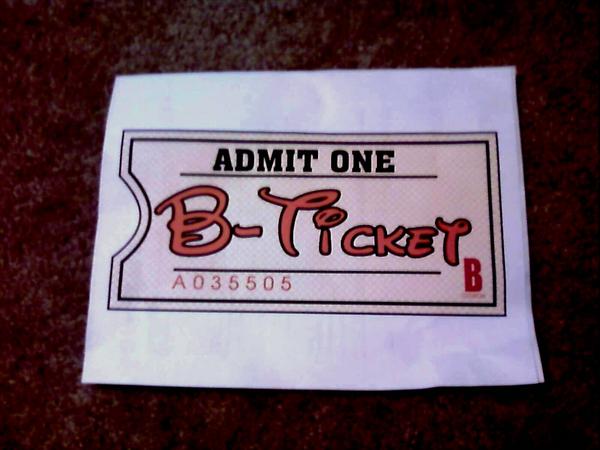 ADMIT ONE
B-TICKET
A035505
B